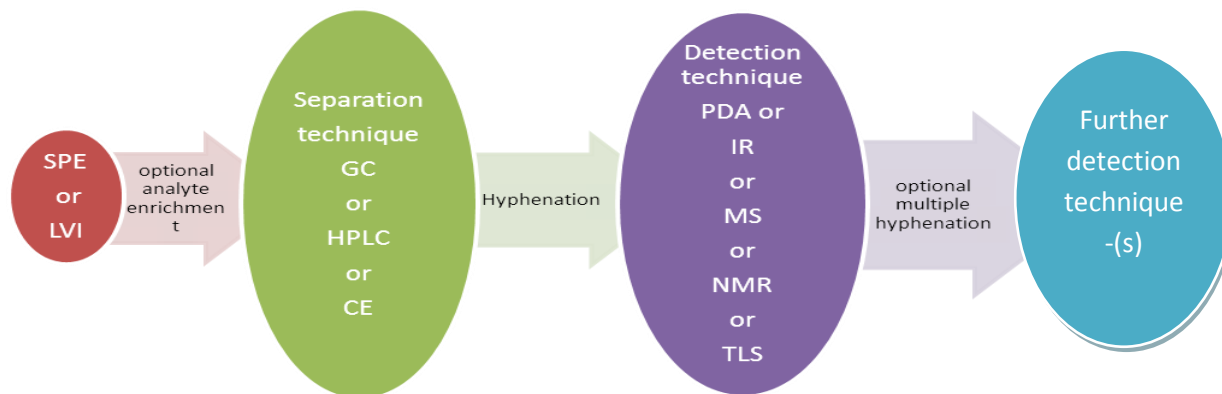 SPE
or
LVI
optional
analyte
enrichmen
t
Separation
technique
GC
or
HPLC
or
CE
Hyphenation
Detection
technique
PDA or
IR
or
MS
or
NMR
or
TLS
optional
multiple
hyphenation
Further
detection
technique
-(s)